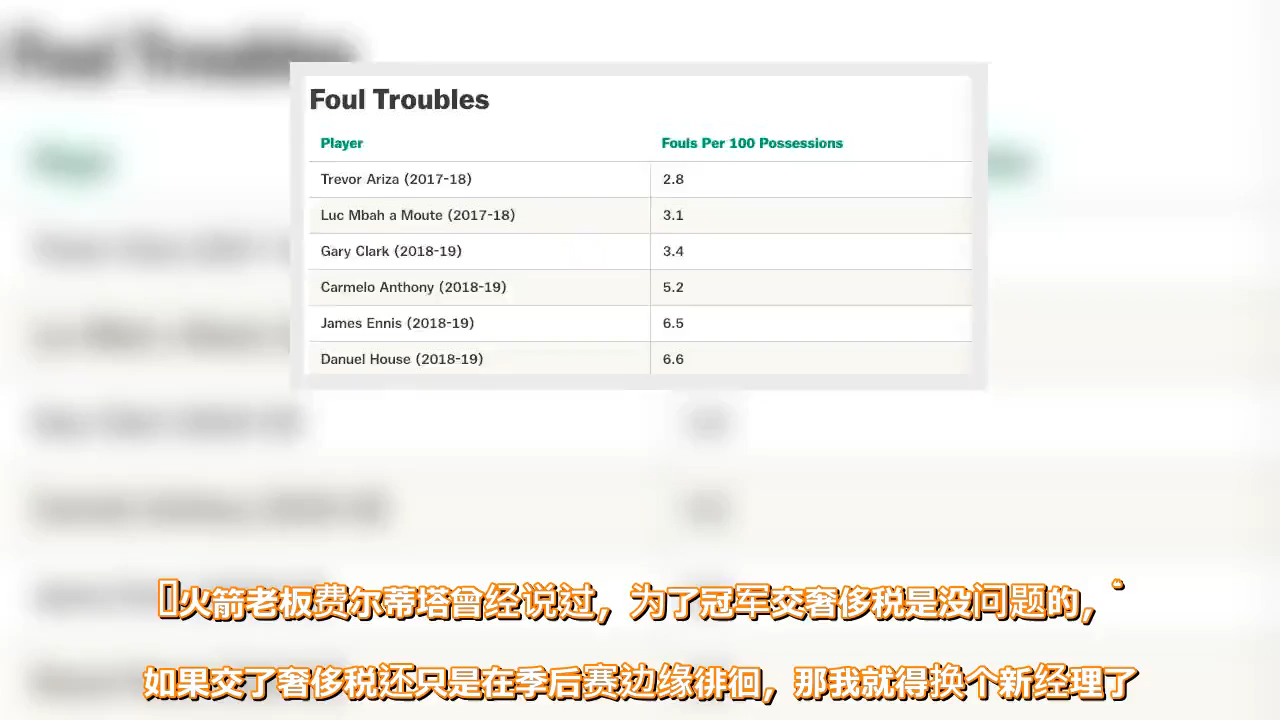 Foul Troubles
Player Fouls Per 100 Possessions
Trevor Ariza (2017-18) 2.8
Luc Mbah a Moute (2017-18) 3.1
Gary Clark (2018-19) 3.4
Carmelo Anthony (2018-19) 5.2
James Ennis (2018-19) 6.5
Danuel House (2018-19) 6.6
火箭老板费尔蒂塔曾经说过，为了冠军交奢侈税是没问题的，“
如果交了奢侈税还只是在季后赛边缘徘徊，那我就得换个新经理了